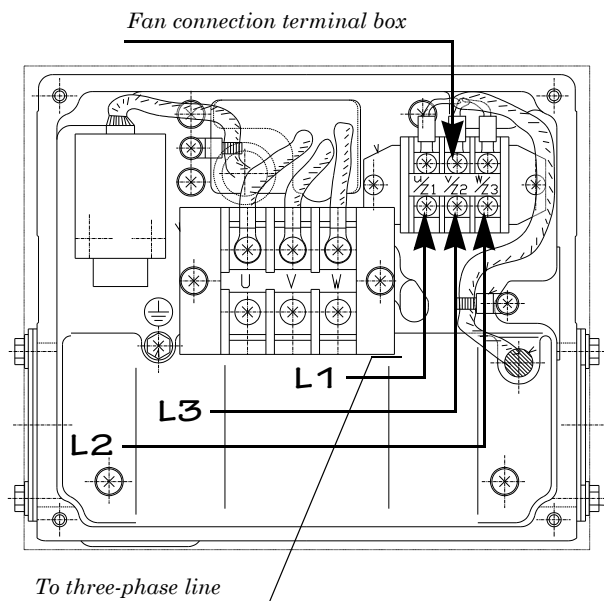 Fan connection terminal box
U/Z1 V/Z2 W/Z3
U V W
L1
L3
L2
To three-phase line